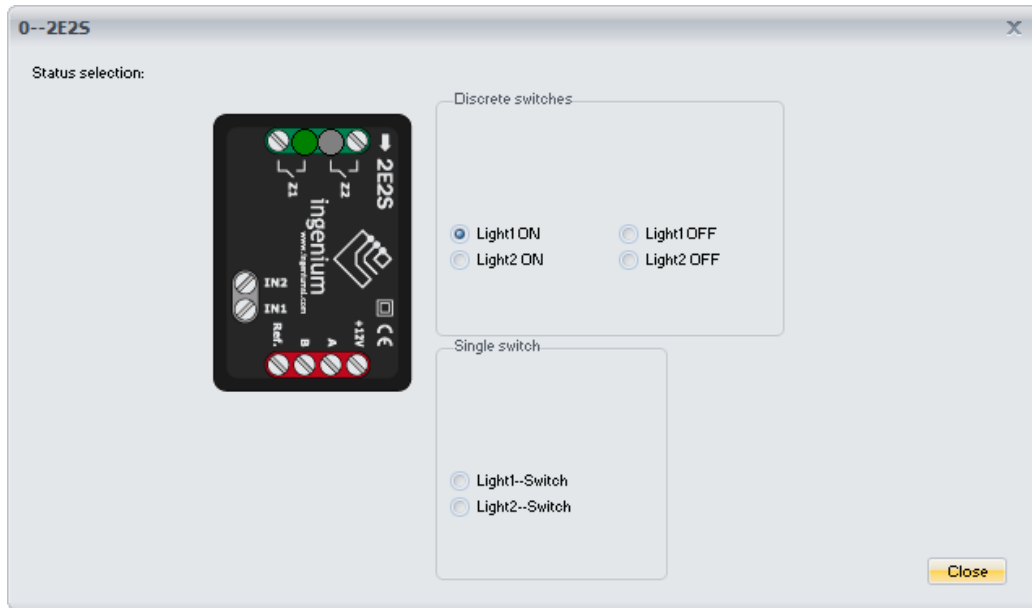 0--2E2S
X
Status selection:
2E2S
Z1
Z2
ingenium
www.ingeniumsl.com
IN2
IN1
Ref.
B
A
+12V
CE
Discrete switches
Light1 ON Light1 OFF
Light2 ON Light2 OFF
Single switch
Light1--Switch
Light2--Switch
Close